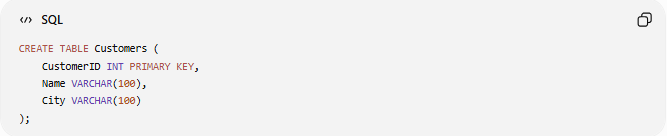 </> SQL
CREATE TABLE Customers (
    CustomerID INT PRIMARY KEY,
    Name VARCHAR(100),
    City VARCHAR(100)
);